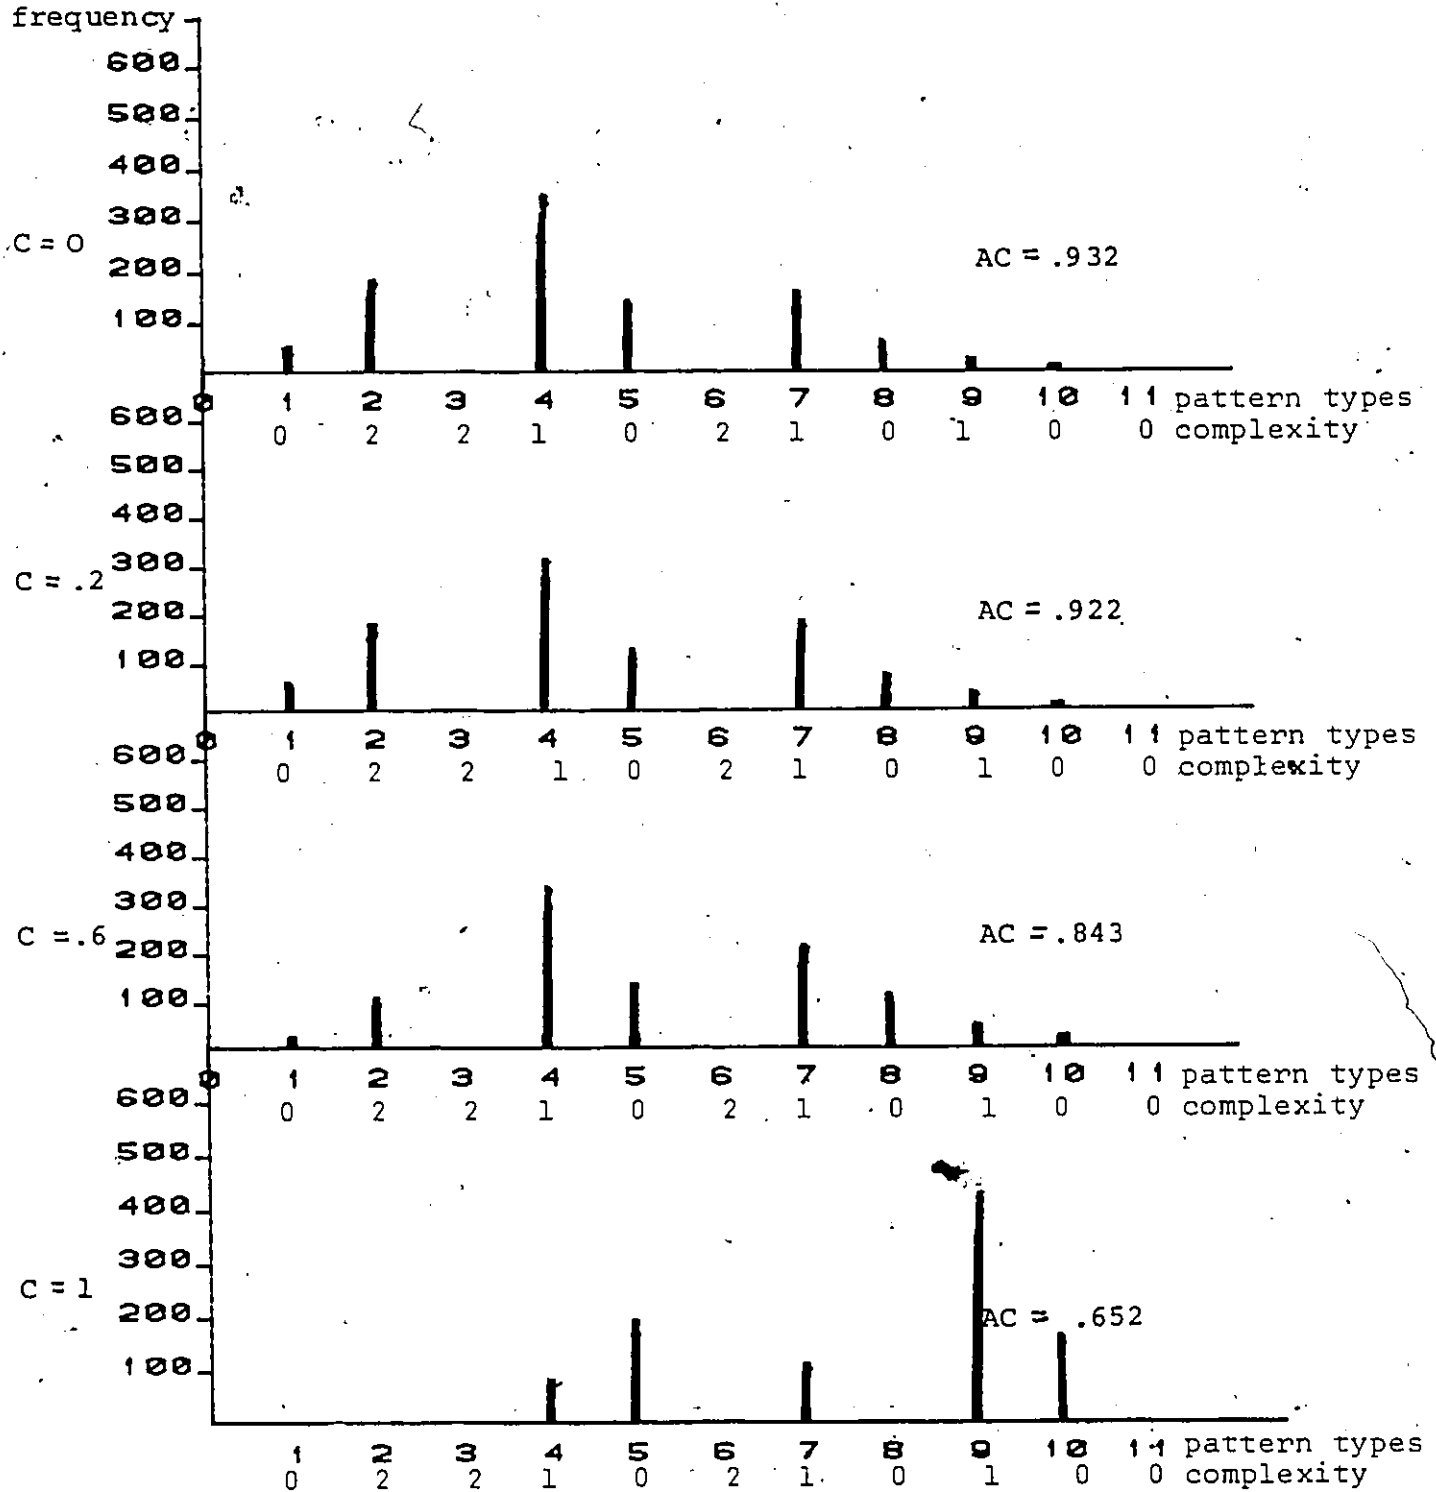 frequency
600
500
400
300
C = 0
200
AC = .932
100
0 1 2 3 4 5 6 7 8 9 10 11 pattern types
600
0 2 2 1 0 2 1 0 1 0 0 complexity
500
400
300
C = .2
200
AC = .922
100
0 1 2 3 4 5 6 7 8 9 10 11 pattern types
600
0 2 2 1 0 2 1 0 1 0 0 complexity
500
400
300
C = .6
200
AC = .843
100
0 1 2 3 4 5 6 7 8 9 10 11 pattern types
600
0 2 2 1 0 2 1 0 1 0 0 complexity
500
400
300
C = 1
200
AC = .652
100
1 2 3 4 5 6 7 8 9 10 11 pattern types
0 2 2 1 0 2 1 0 1 0 0 complexity